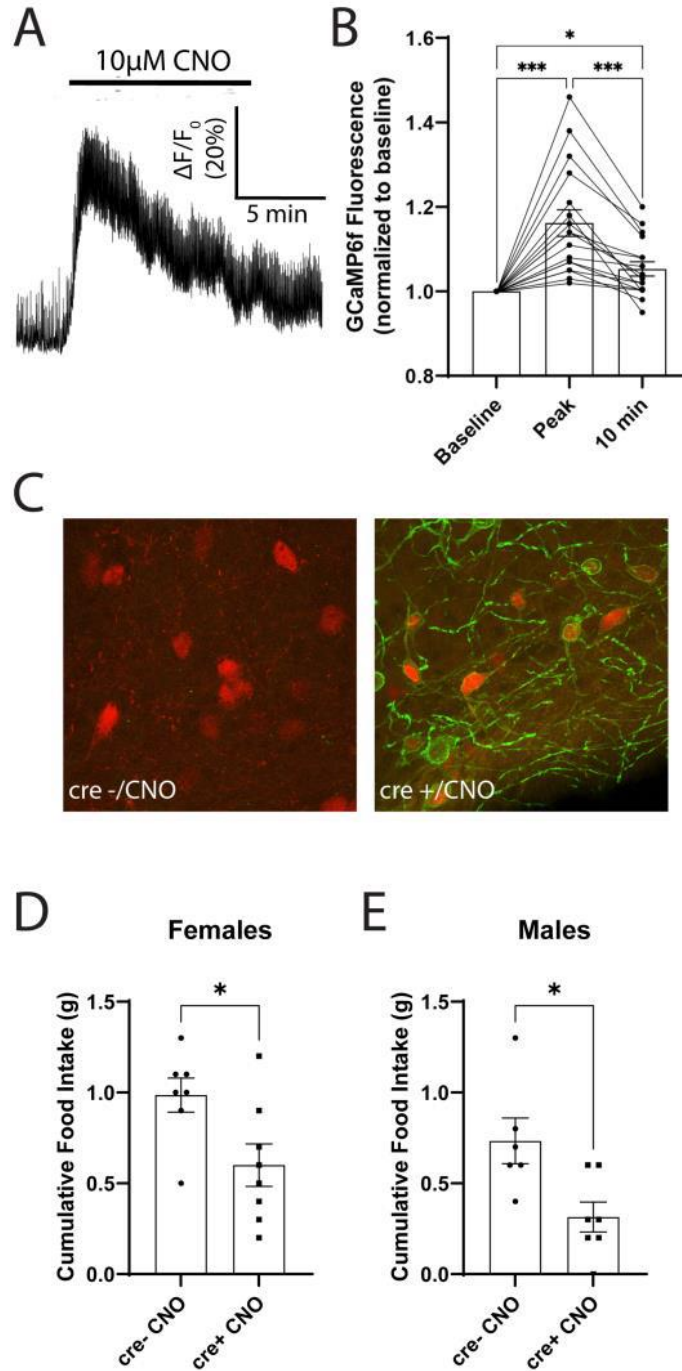 A
10µM CNO
ΔF/F₀
(20%)
5 min
B
GCaMP6f Fluorescence
(normalized to baseline)
1.6
1.4
1.2
1.0
0.8
*
*** ***
Baseline
Peak
10 min
C
cre -/CNO
cre +/CNO
D
Females
Cumulative Food Intake (g)
1.5
1.0
0.5
0.0
*
cre- CNO
cre+ CNO
E
Males
Cumulative Food Intake (g)
1.5
1.0
0.5
0.0
*
cre- CNO
cre+ CNO